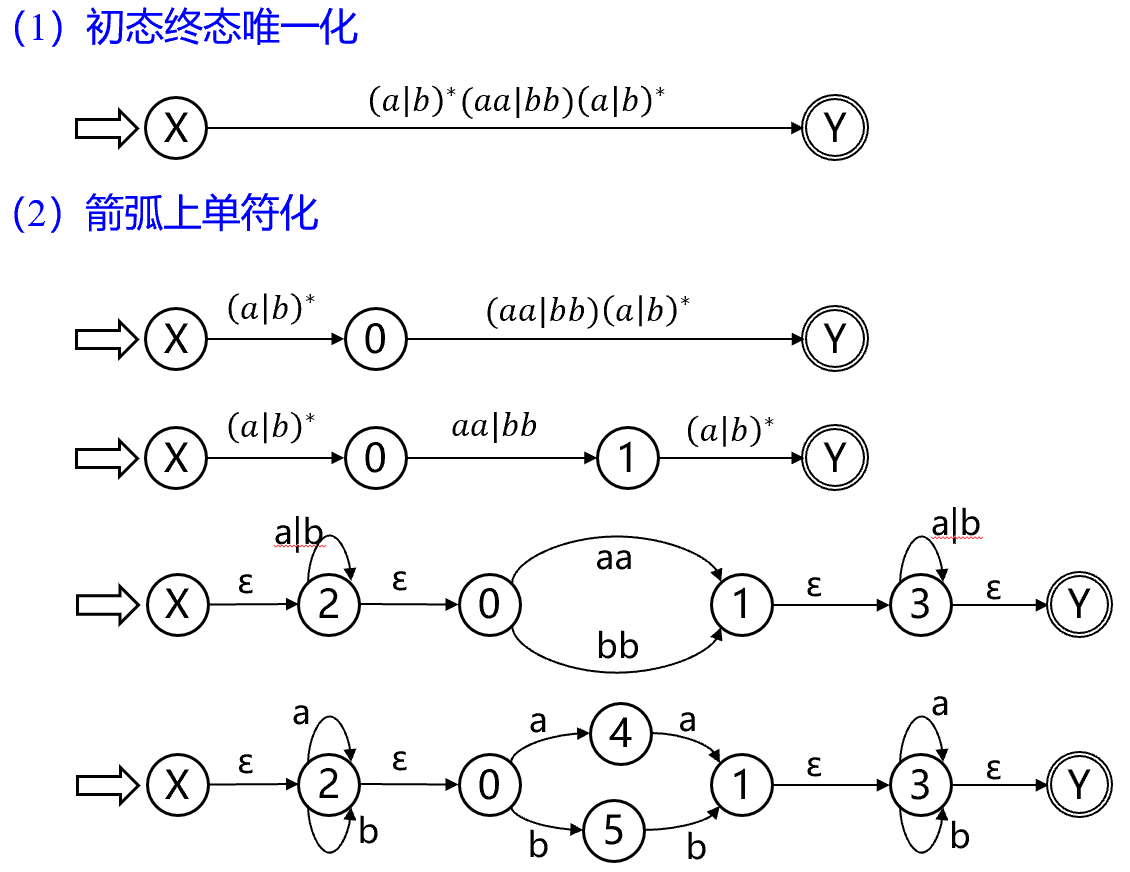 （1）初态终态唯一化
(a|b)*(aa|bb)(a|b)*
X Y
（2）箭弧上单符化
(a|b)* (aa|bb)(a|b)*
X 0 Y
(a|b)* aa|bb (a|b)*
X 0 1 Y
a|b a|b
ε ε aa ε ε
X 2 0 1 3 Y
bb
a a a a
4
ε ε ε ε
X 2 0 1 3 Y
b 5 b
b b